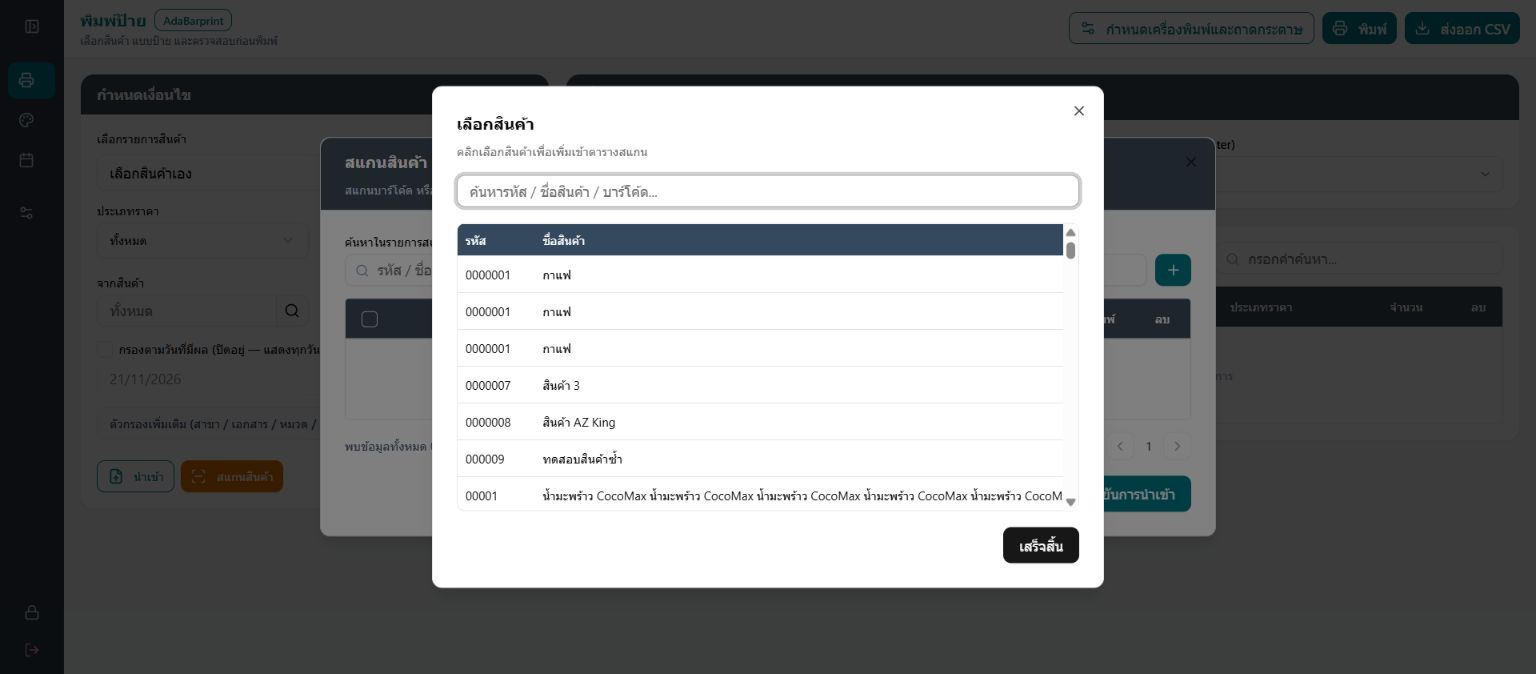 พิมพ์ป้าย AdaBarprint
เลือกสินค้า แบบป้าย และตรวจสอบก่อนพิมพ์
กำหนดเครื่องพิมพ์และถาดกระดาษ
พิมพ์
ส่งออก CSV
กำหนดเงื่อนไข
เลือกรายการสินค้า
เลือกสินค้าเอง
ประเภทราคา
ทั้งหมด
จากสินค้า
ทั้งหมด
กรองตามวันที่มีผล (ปิดอยู่ — แสดงทุกวัน
21/11/2026
ตัวกรองเพิ่มเติม (สาขา / เอกสาร / หมวด /
นำเข้า
สแกนสินค้า
สแกนสินค้า
สแกนบาร์โค้ด
ค้นหาในรายการ
รหัส / ชื่อ
พบข้อมูลทั้งหมด
เลือกสินค้า
คลิกเลือกสินค้าเพื่อเพิ่มเข้าตารางสแกน
ค้นหารหัส / ชื่อสินค้า / บาร์โค้ด...
รหัส ชื่อสินค้า
0000001 กาแฟ
0000001 กาแฟ
0000001 กาแฟ
0000007 สินค้า 3
0000008 สินค้า AZ King
000009 ทดสอบสินค้าซ้ำ
00001 น้ำมะพร้าว CocoMax น้ำมะพร้าว CocoMax น้ำมะพร้าว CocoMax น้ำมะพร้าว CocoMax น้ำมะพร้าว CocoM
เสร็จสิ้น
ลบ
1
นการนำเข้า
ter)
กรอกคำค้นหา...
ประเภทราคา จำนวน ลบ
การ